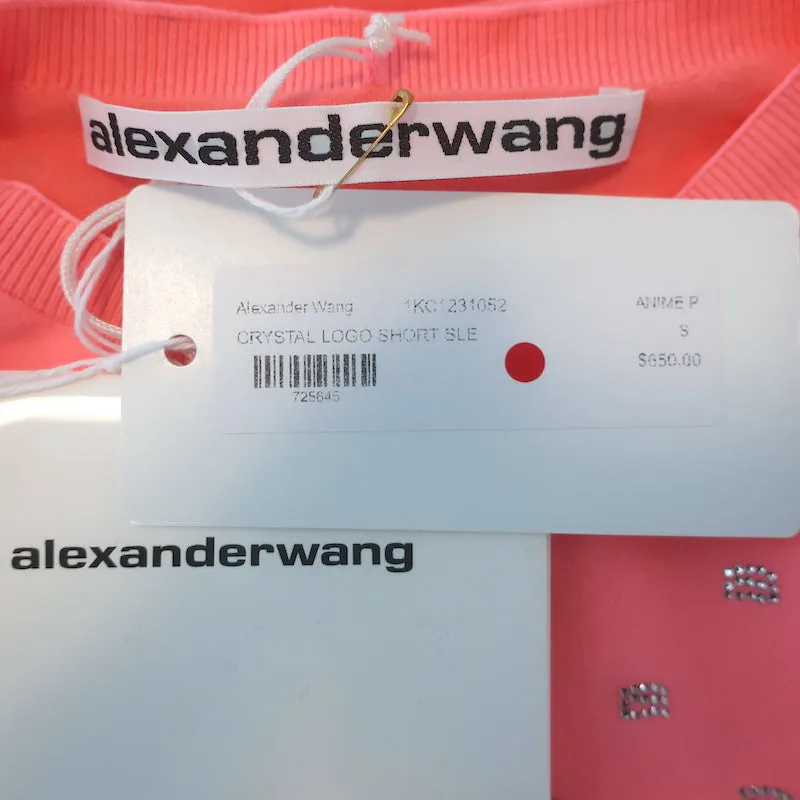 alexanderwang
Alexander Wang 1KC1231052 ANIME P
CRYSTAL LOGO SHORT SLE S
$650.00
725645
alexanderwang